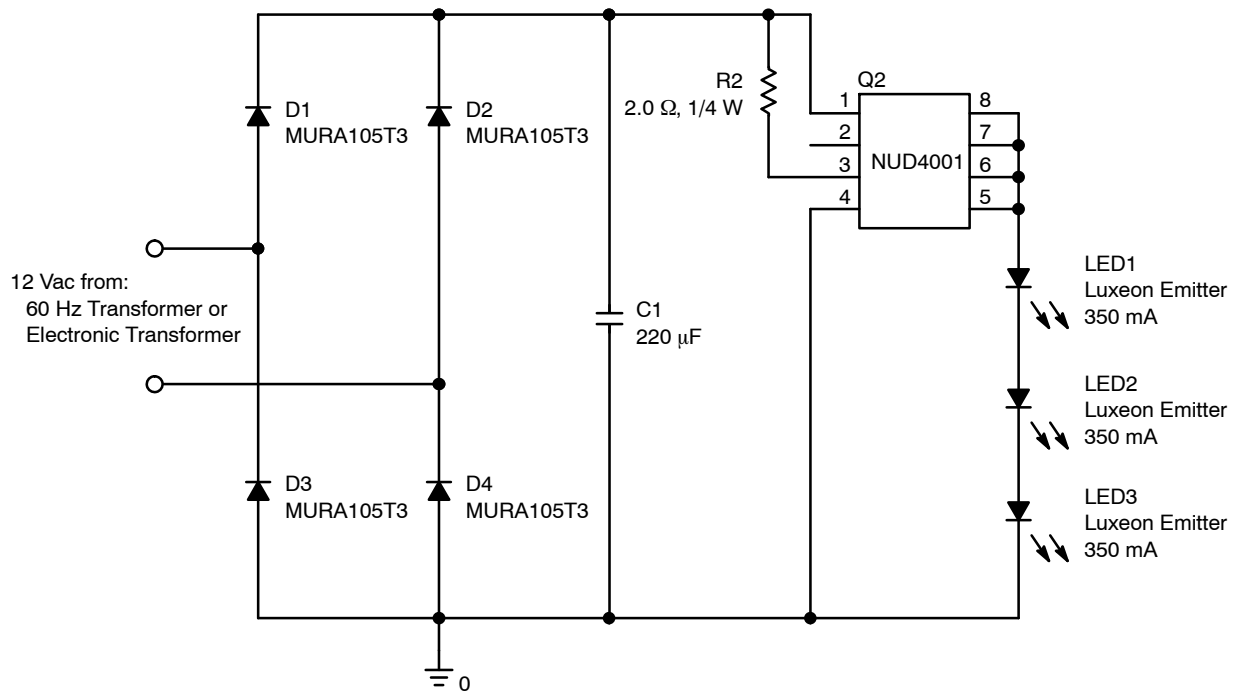 D1
MURA105T3
D2
MURA105T3
R2
2.0 Ω, 1/4 W
Q2
1
2
3
4
NUD4001
8
7
6
5
12 Vac from:
60 Hz Transformer or
Electronic Transformer
C1
220 μF
LED1
Luxeon Emitter
350 mA
LED2
Luxeon Emitter
350 mA
D3
MURA105T3
D4
MURA105T3
LED3
Luxeon Emitter
350 mA
0